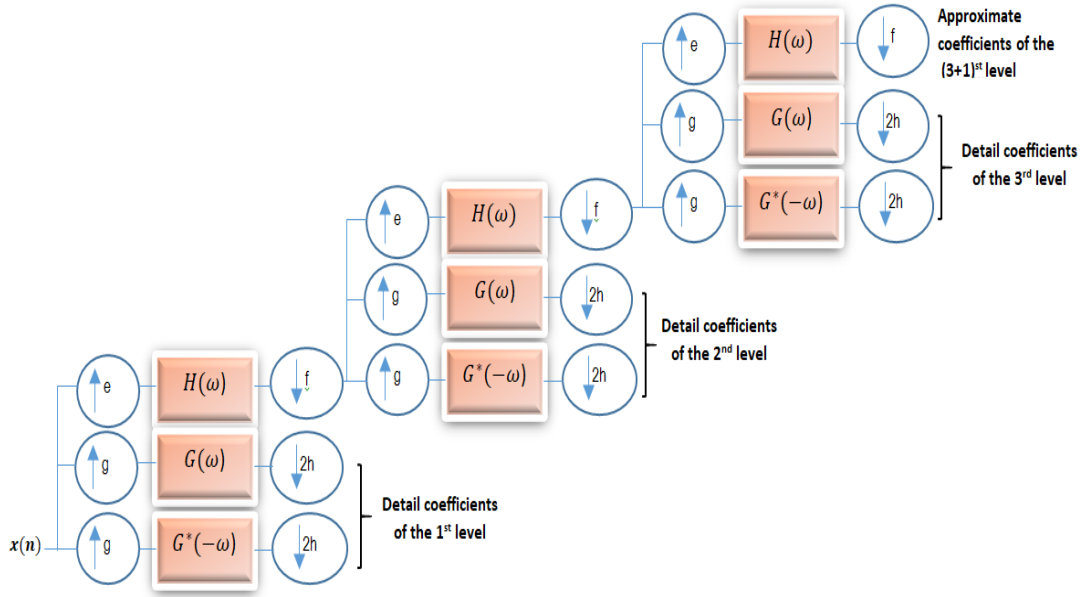 e
H(ω)
f
Approximate
coefficients of the
(3+1)st level
g
G(ω)
2h
g
G*(−ω)
2h
Detail coefficients
of the 3rd level
e
H(ω)
f
g
G(ω)
2h
g
G*(−ω)
2h
Detail coefficients
of the 2nd level
e
H(ω)
f
g
G(ω)
2h
x(n)
g
G*(−ω)
2h
Detail coefficients
of the 1st level